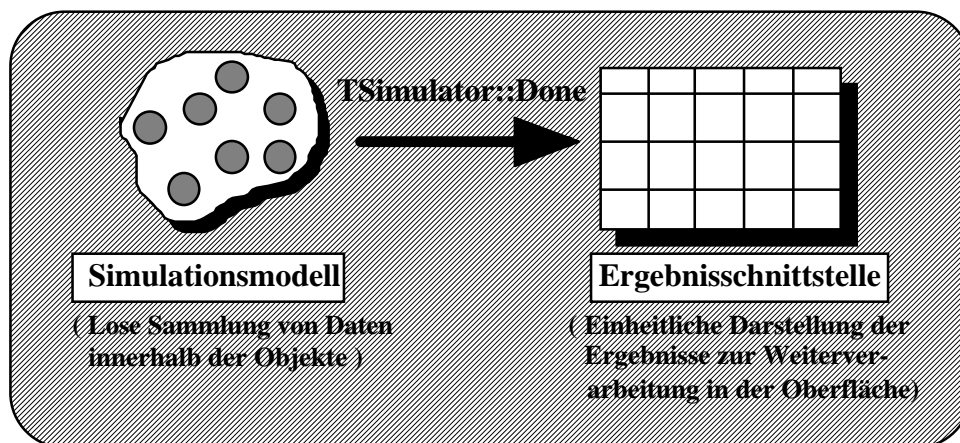 TSimulator::Done
Simulationsmodell
( Lose Sammlung von Daten
innerhalb der Objekte )
Ergebnisschnittstelle
( Einheitliche Darstellung der
Ergebnisse zur Weiterver-
arbeitung in der Oberfläche)